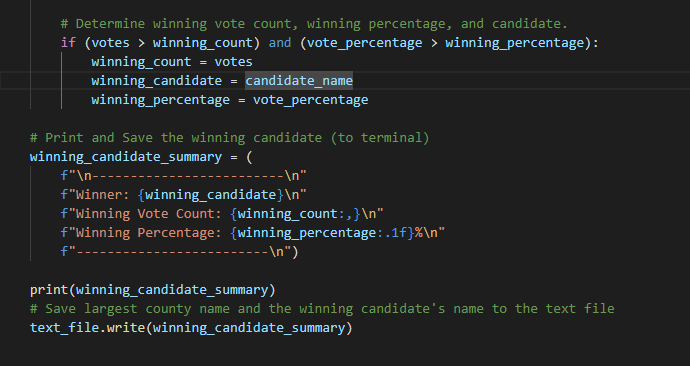 # Determine winning vote count, winning percentage, and candidate.
if (votes > winning_count) and (vote_percentage > winning_percentage):
winning_count = votes
winning_candidate = candidate_name
winning_percentage = vote_percentage
# Print and Save the winning candidate (to terminal)
winning_candidate_summary = (
f"\n-------------------------\n"
f"Winner: {winning_candidate}\n"
f"Winning Vote Count: {winning_count:,}\n"
f"Winning Percentage: {winning_percentage:.1f}%\n"
f"-------------------------\n")
print(winning_candidate_summary)
# Save largest county name and the winning candidate's name to the text file
text_file.write(winning_candidate_summary)